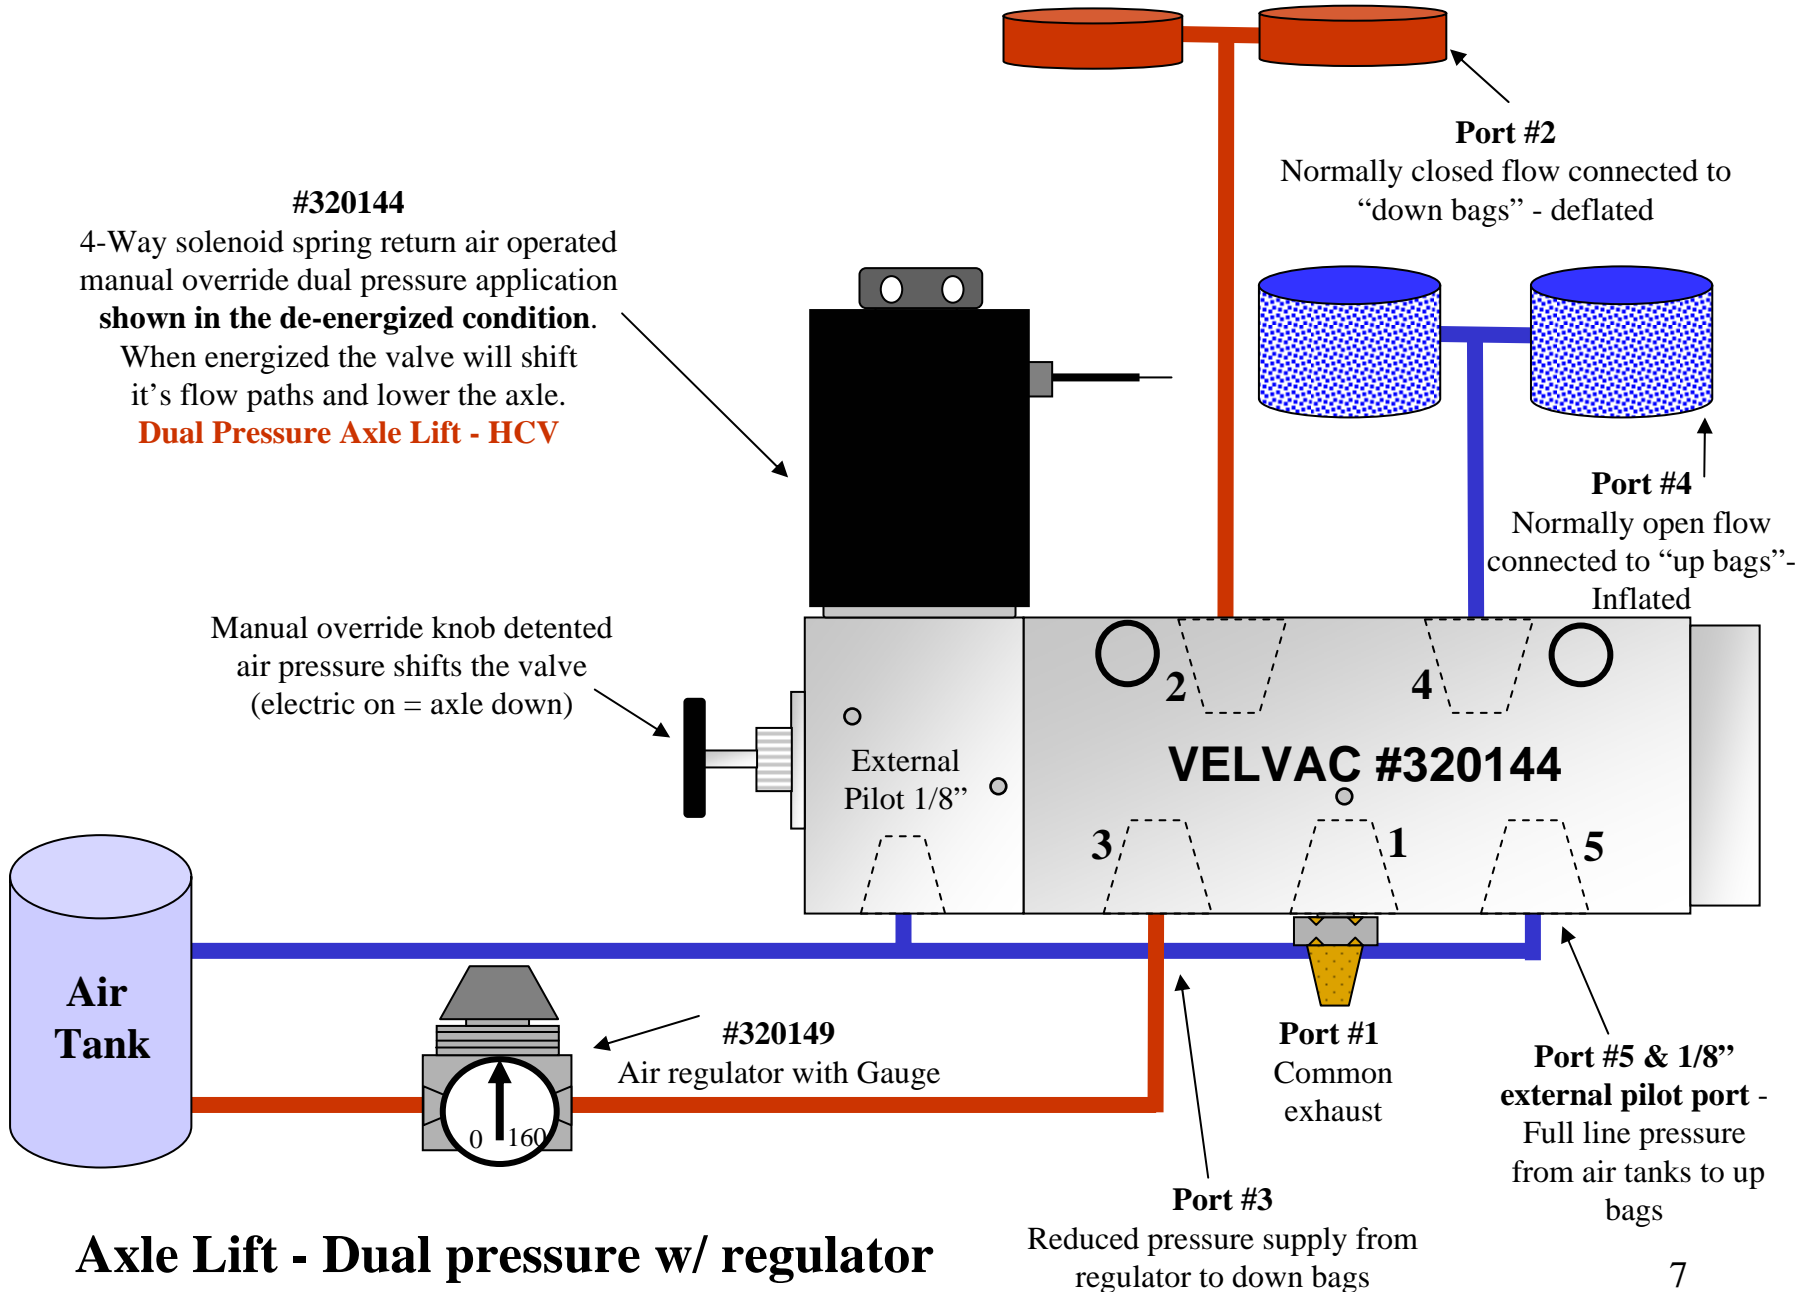 Port #2
Normally closed flow connected to
“down bags” - deflated
#320144
4-Way solenoid spring return air operated
manual override dual pressure application
shown in the de-energized condition.
When energized the valve will shift
it’s flow paths and lower the axle.
Dual Pressure Axle Lift - HCV
Port #4
Normally open flow
connected to “up bags”-
Inflated
Manual override knob detented
air pressure shifts the valve
(electric on = axle down)
2
4
External
Pilot 1/8”
VELVAC #320144
3
1
5
Air
Tank
#320149
Air regulator with Gauge
0
160
Port #1
Common
exhaust
Port #5 & 1/8”
external pilot port -
Full line pressure
from air tanks to up
bags
Port #3
Reduced pressure supply from
regulator to down bags
Axle Lift - Dual pressure w/ regulator
7